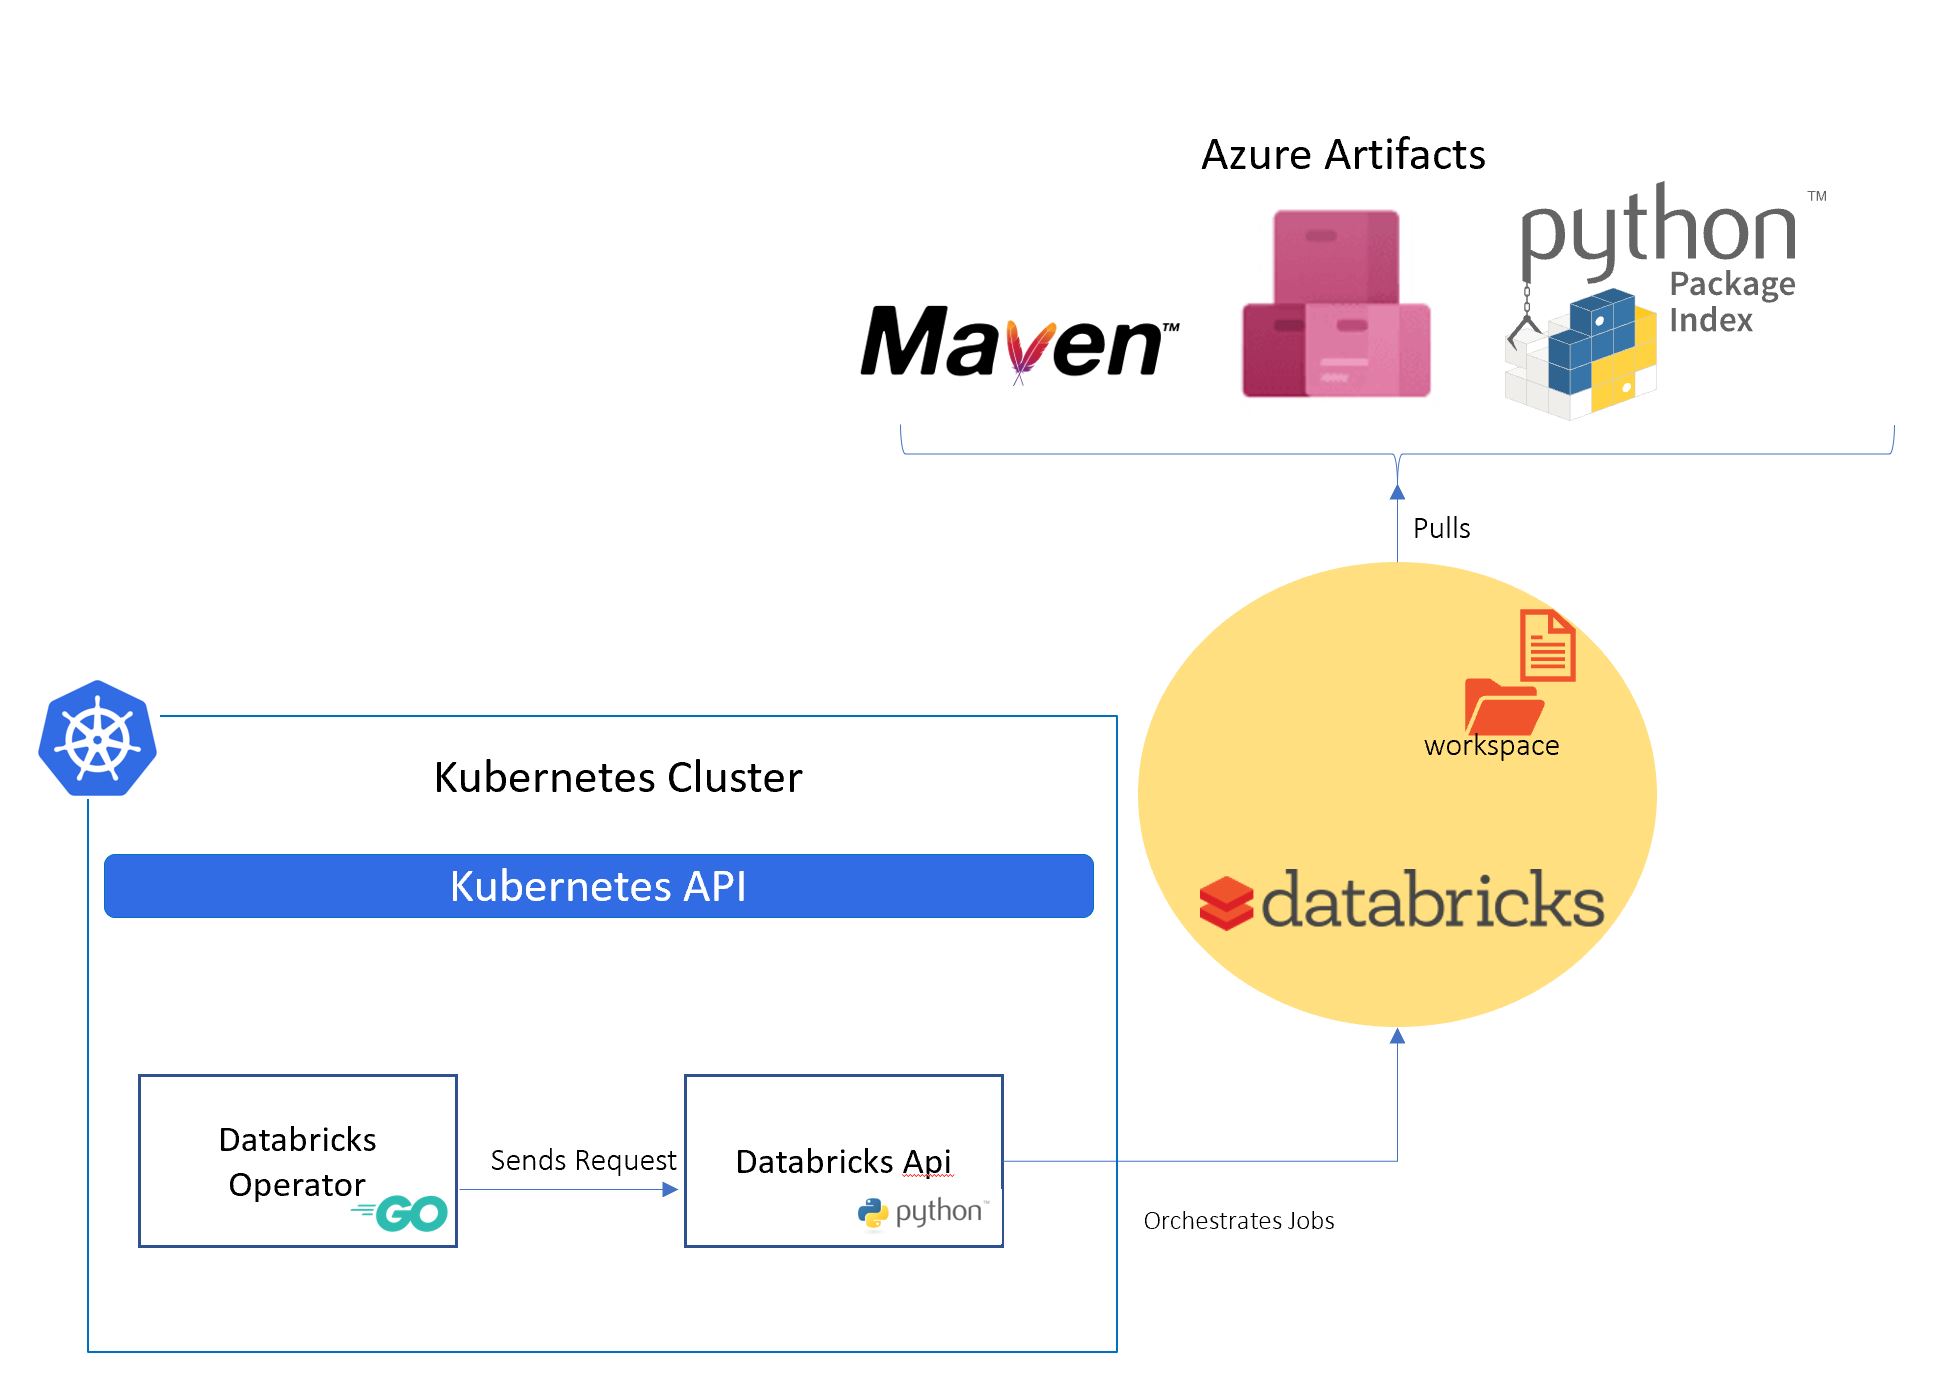 Azure Artifacts
Maven™
python™
Package
Index
Pulls
workspace
databricks
Kubernetes Cluster
Kubernetes API
Databricks
Operator
GO
Sends Request
Databricks Api
python™
Orchestrates Jobs